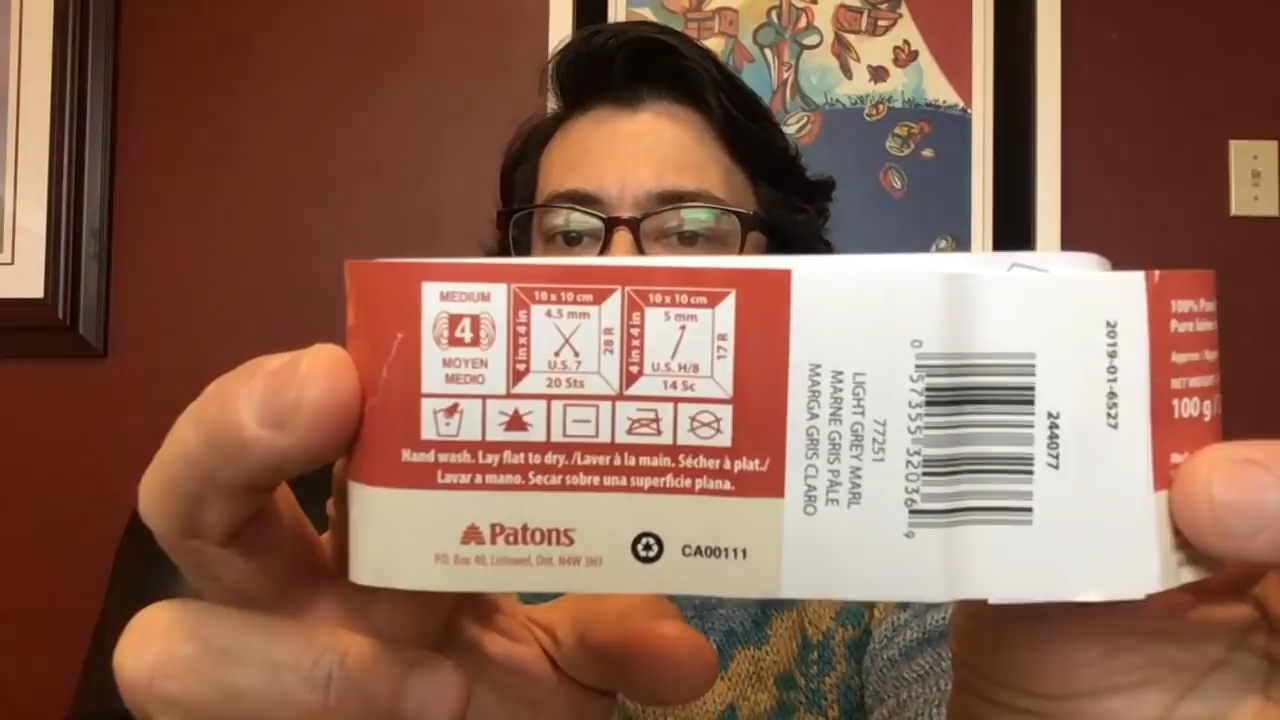 MEDIUM
4
MOYEN
MEDIO
10 x 10 cm
4 in x 4 in
4.5 mm
28 R
U.S. 7
20 Sts
10 x 10 cm
4 in x 4 in
5 mm
17 R
U.S. H/8
14 Sc
Hand wash. Lay flat to dry. /Laver à la main. Sécher à plat./
Lavar a mano. Secar sobre una superficie plana.
Patons
P.O. Box 40, Listowel, Ont. N4W 3H3
CA00111
77251
LIGHT GREY MARL
MARNE GRIS PÂLE
MARGA GRIS CLARO
0 57355 32036 9
244077
2019-01-6527
100%
Pure
NET
100 g/